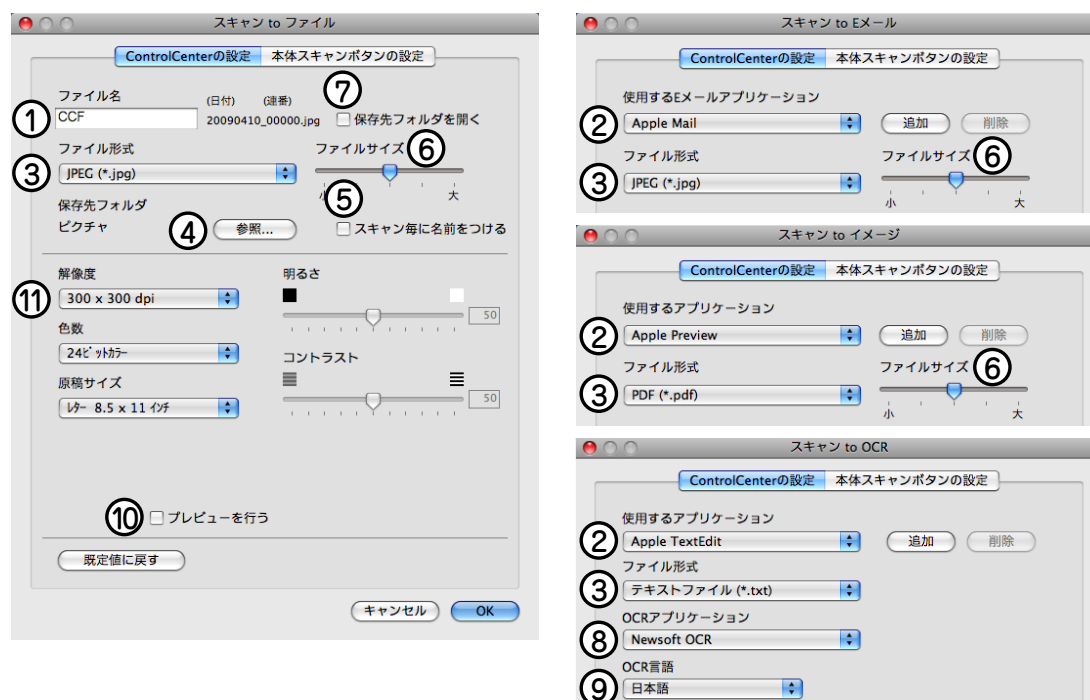 スキャン to ファイル
ControlCenterの設定 本体スキャンボタンの設定
ファイル名 (日付) (連番) ⑦
① CCF 20090410_00000.jpg 保存先フォルダを開く
ファイル形式 ファイルサイズ ⑥
③ JPEG (*.jpg)
小 ⑤ 大
保存先フォルダ
ピクチャ ④ 参照... スキャン毎に名前をつける
解像度 明るさ
⑪ 300 x 300 dpi 50
色数
24ビットカラー コントラスト
原稿サイズ 50
レター 8.5 x 11 インチ
⑩ プレビューを行う
既定値に戻す
キャンセル OK
スキャン to Eメール
ControlCenterの設定 本体スキャンボタンの設定
使用するEメールアプリケーション
② Apple Mail 追加 削除
ファイル形式 ファイルサイズ ⑥
③ JPEG (*.jpg)
小 大
スキャン to イメージ
ControlCenterの設定 本体スキャンボタンの設定
使用するアプリケーション
② Apple Preview 追加 削除
ファイル形式 ファイルサイズ ⑥
③ PDF (*.pdf)
小 大
スキャン to OCR
ControlCenterの設定 本体スキャンボタンの設定
使用するアプリケーション
② Apple TextEdit 追加 削除
ファイル形式
③ テキストファイル (*.txt)
OCRアプリケーション
⑧ Newsoft OCR
OCR言語
⑨ 日本語